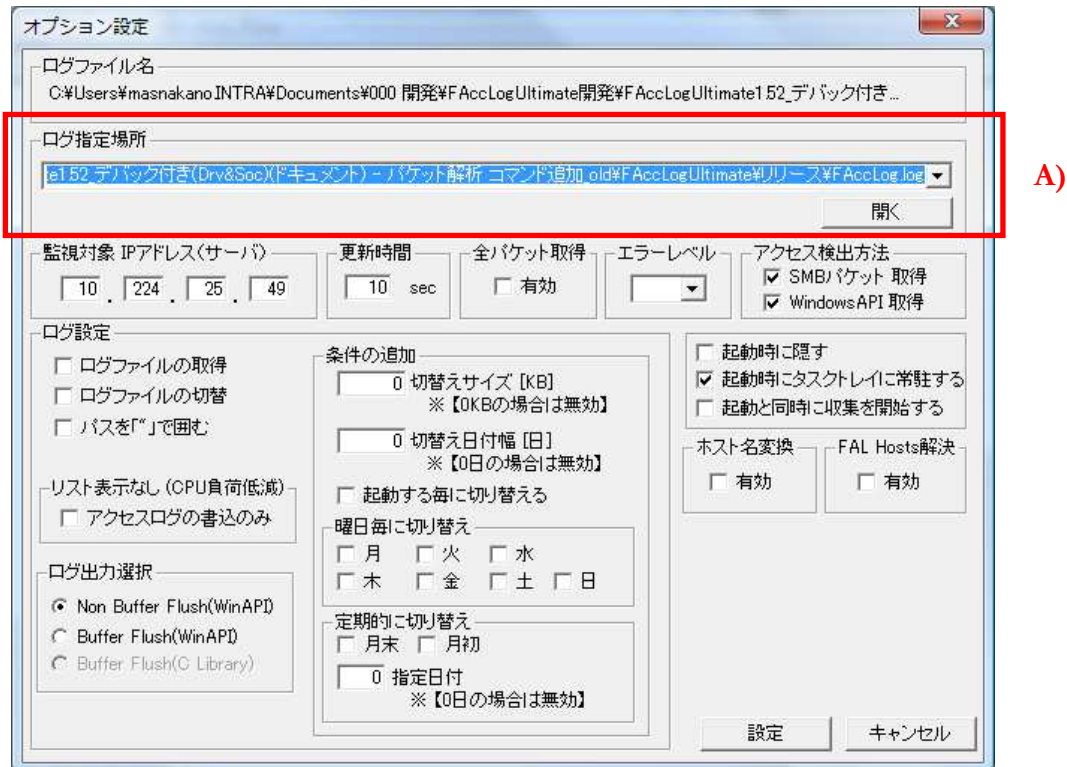 オプション設定
ログファイル名
C:¥Users¥masnakano.INTRA¥Documents¥000 開発¥FAccLogUltimate開発¥FAccLogUltimate1.52_デバック付き...
ログ指定場所
te1.52_デバック付き(Drv&Soc)(ドキュメント) - パケット解析 コマンド追加_old¥FAccLogUltimate¥リリース¥FAccLog.log
A)
開く
監視対象 IPアドレス(サーバ)
10 . 224 . 25 . 49
更新時間
10 sec
全パケット取得
有効
エラーレベル
アクセス検出方法
SMBパケット 取得
WindowsAPI 取得
ログ設定
ログファイルの取得
ログファイルの切替
パスを「"」で囲む
リスト表示なし (CPU負荷低減)
アクセスログの書込のみ
ログ出力選択
Non Buffer Flush(WinAPI)
Buffer Flush(WinAPI)
Buffer Flush(C Library)
条件の追加
0 切替えサイズ [KB]
※【0KBの場合は無効】
0 切替え日付幅 [日]
※【0日の場合は無効】
起動する毎に切り替える
曜日毎に切り替え
月 火 水
木 金 土 日
定期的に切り替え
月末 月初
0 指定日付
※【0日の場合は無効】
起動時に隠す
起動時にタスクトレイに常駐する
起動と同時に収集を開始する
ホスト名変換
有効
FAL Hosts解決
有効
設定
キャンセル